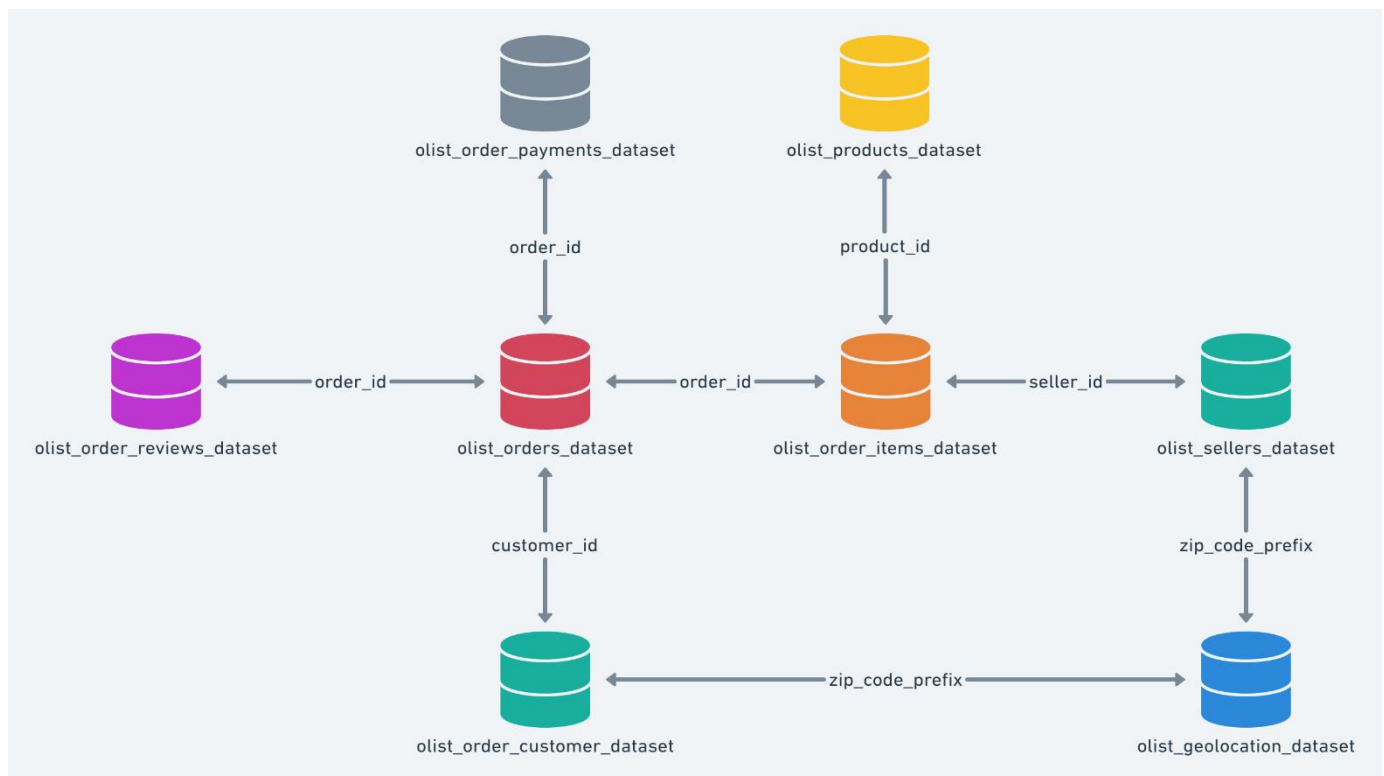 olist_order_payments_dataset
olist_products_dataset
order_id
product_id
order_id
order_id
seller_id
olist_order_reviews_dataset
olist_orders_dataset
olist_order_items_dataset
olist_sellers_dataset
customer_id
zip_code_prefix
zip_code_prefix
olist_order_customer_dataset
olist_geolocation_dataset